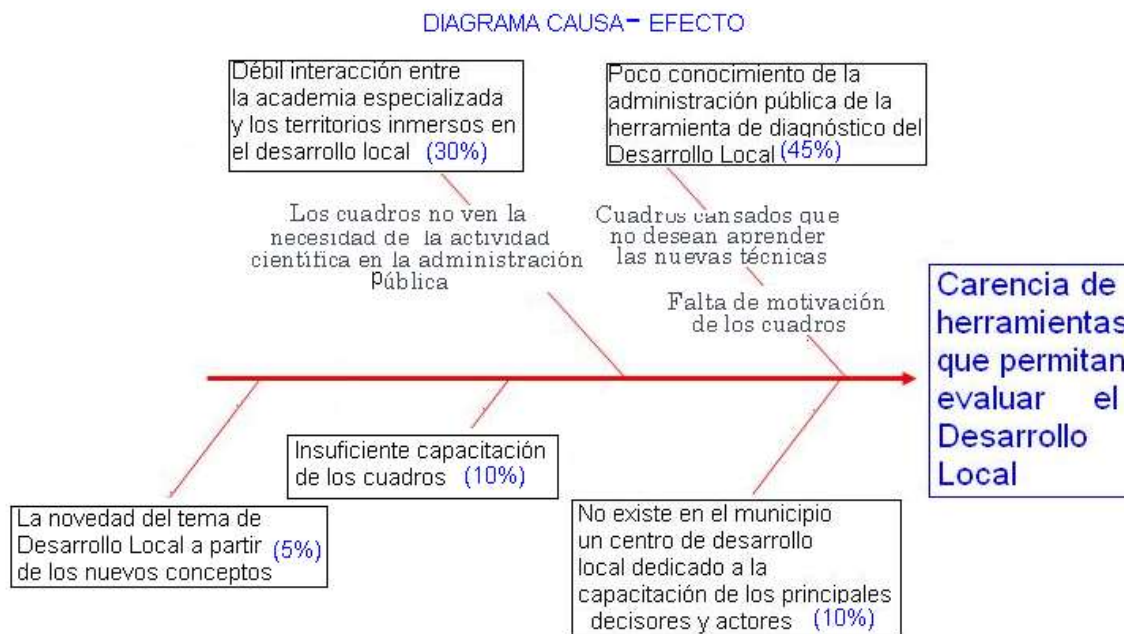 DIAGRAMA CAUSA- EFECTO
Débil interacción entre
la academia especializada
y los territorios inmersos en
el desarrollo local (30%)
Poco conocimiento de la
administración pública de la
herramienta de diagnóstico del
Desarrollo Local (45%)
Los cuadros no ven la
necesidad de la actividad
científica en la administración
pública
Cuadros cansados que
no desean aprender
las nuevas técnicas
Falta de motivación
de los cuadros
Carencia de
herramientas
que permitan
evaluar el
Desarrollo
Local
Insuficiente capacitación
de los cuadros (10%)
La novedad del tema de
Desarrollo Local a partir (5%)
de los nuevos conceptos
No existe en el municipio
un centro de desarrollo
local dedicado a la
capacitación de los principales
decisores y actores (10%)